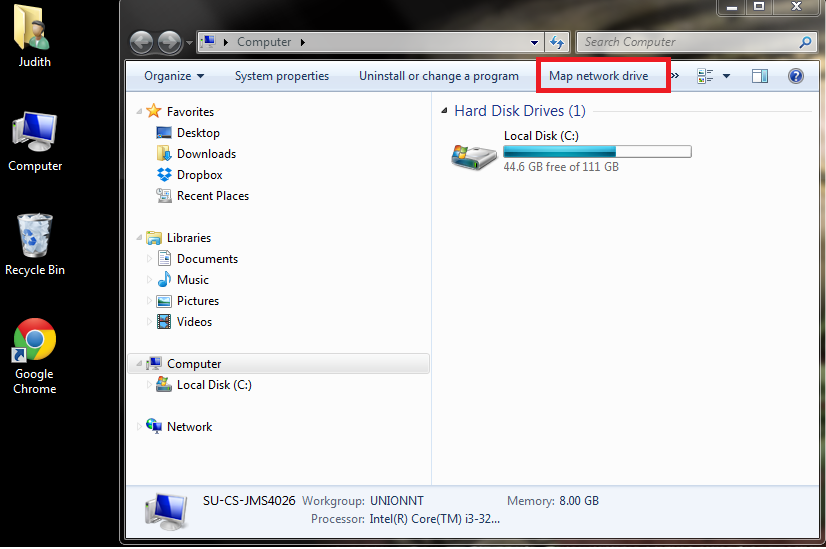 Judith
Computer
Recycle Bin
Google
Chrome
Computer
Search Computer
Organize System properties Uninstall or change a program Map network drive »
Favorites
Desktop
Downloads
Dropbox
Recent Places
Libraries
Documents
Music
Pictures
Videos
Computer
Local Disk (C:)
Network
Hard Disk Drives (1)
Local Disk (C:)
44.6 GB free of 111 GB
SU-CS-JMS4026 Workgroup: UNIONNT Memory: 8.00 GB
Processor: Intel(R) Core(TM) i3-32...